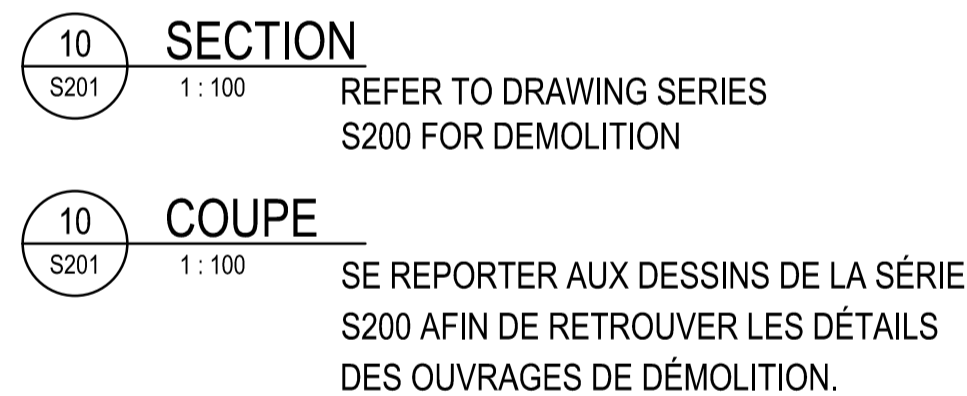 10 SECTION
S201 1 : 100
REFER TO DRAWING SERIES
S200 FOR DEMOLITION
10 COUPE
S201 1 : 100
SE REPORTER AUX DESSINS DE LA SÉRIE
S200 AFIN DE RETROUVER LES DÉTAILS
DES OUVRAGES DE DÉMOLITION.